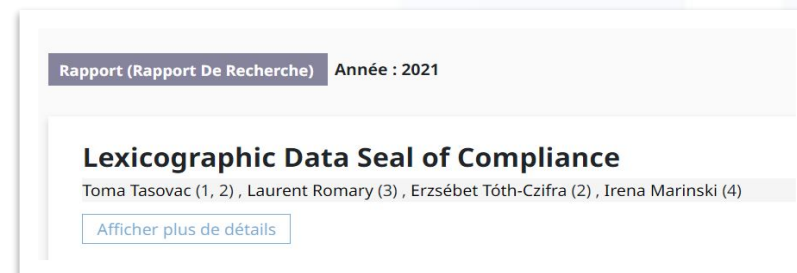 Rapport (Rapport De Recherche) Année : 2021
Lexicographic Data Seal of Compliance
Toma Tasovac (1, 2) , Laurent Romary (3) , Erzsébet Tóth-Czifra (2) , Irena Marinski (4)
Afficher plus de détails